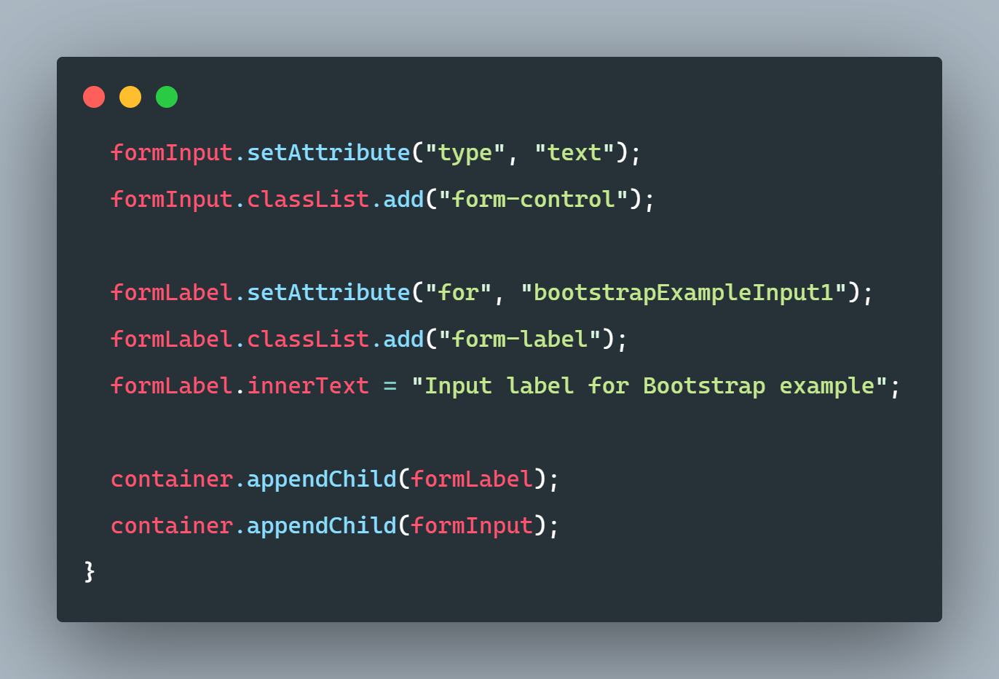 formInput.setAttribute("type", "text");
formInput.classList.add("form-control");
formLabel.setAttribute("for", "bootstrapExampleInput1");
formLabel.classList.add("form-label");
formLabel.innerText = "Input label for Bootstrap example";
container.appendChild(formLabel);
container.appendChild(formInput);
}